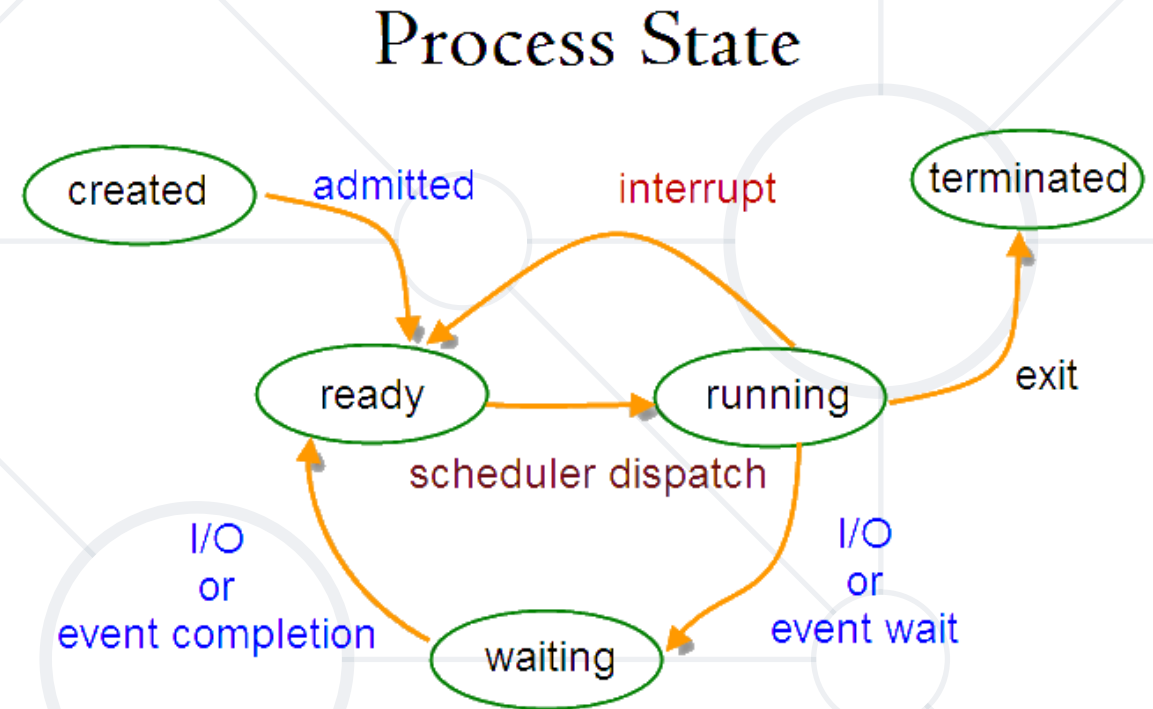 Process State
created
admitted
interrupt
terminated
ready
running
exit
scheduler dispatch
I/O
or
event completion
I/O
or
event wait
waiting